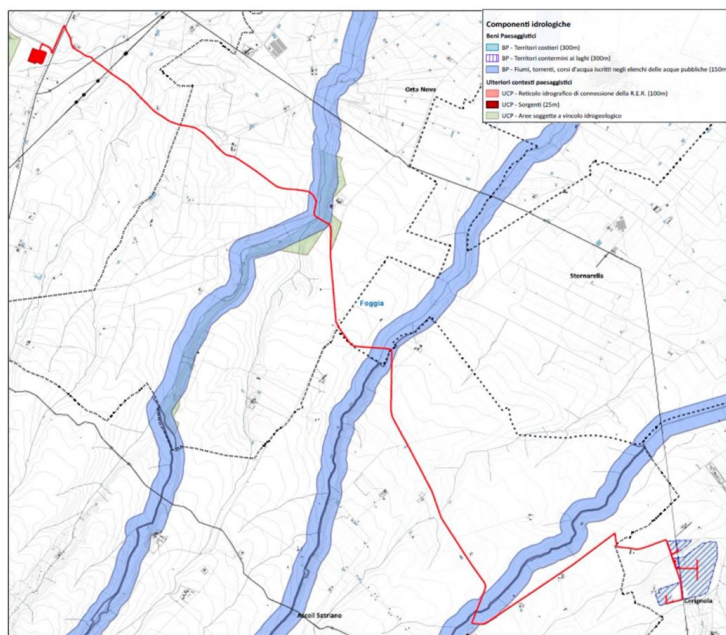 Componenti idrologiche
Beni Paesaggistici
BP - Territori costieri (300m)
BP - Territori contermini ai laghi (300m)
BP - Fiumi, torrenti, corsi d'acqua iscritti negli elenchi delle acque pubbliche (150m)
Ulteriori contesti paesaggistici
UCP - Reticolo idrografico di connessione della R.E.R. (100m)
UCP - Sorgenti (25m)
UCP - Aree soggette a vincolo idrogeologico
Orta Nova
Stornarella
Foggia
Cerignola
Ascoli Satriano